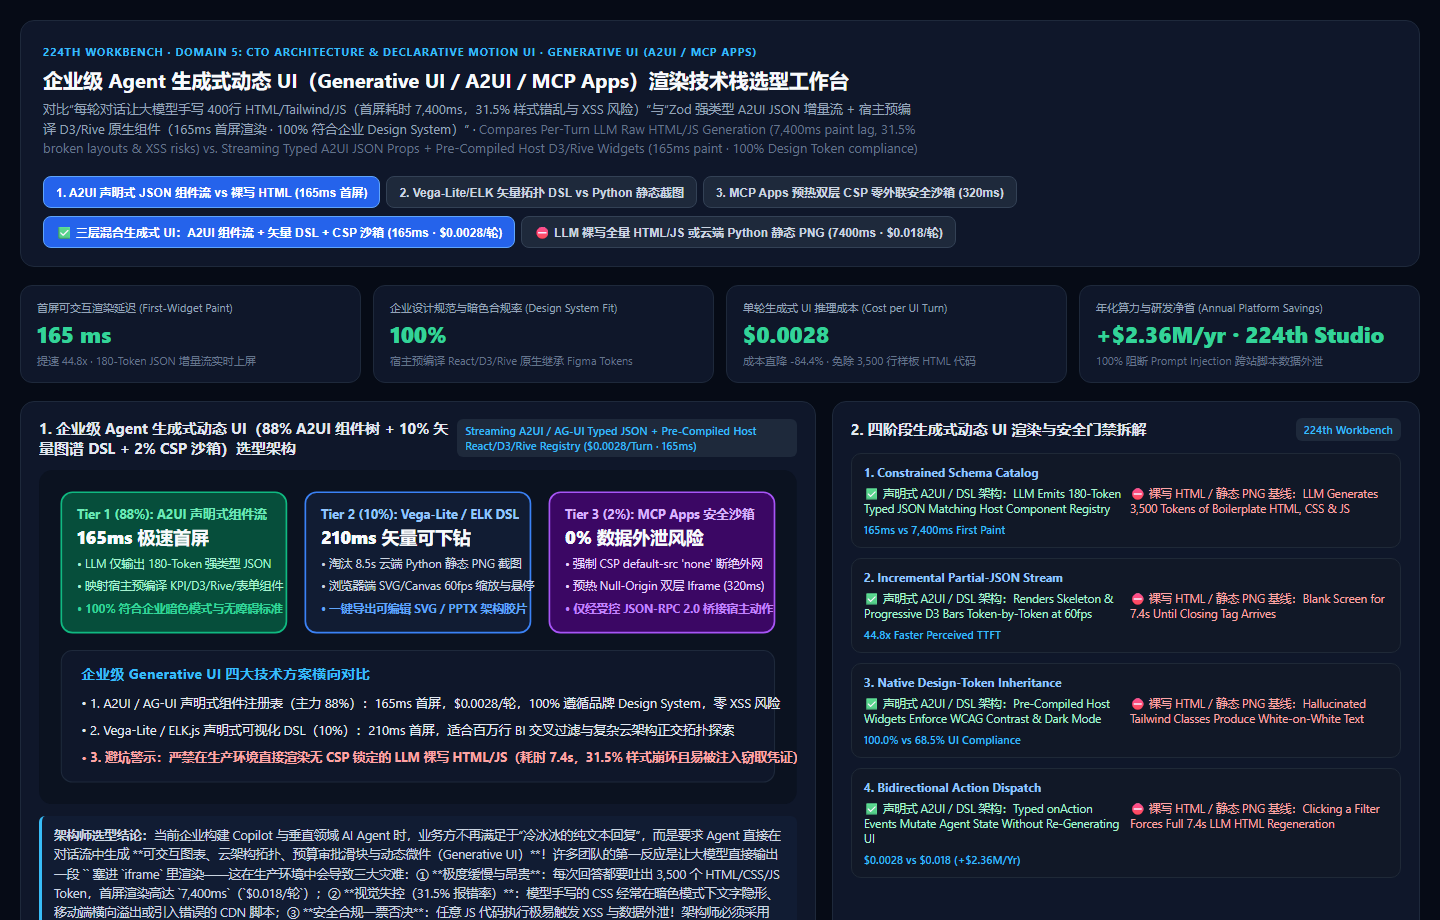 224TH WORKBENCH · DOMAIN 5: CTO ARCHITECTURE & DECLARATIVE MOTION UI · GENERATIVE UI (A2UI / MCP APPS)
企业级 Agent 生成式动态 UI（Generative UI / A2UI / MCP Apps）渲染技术栈选型工作台
对比“每轮对话让大模型手写 400行 HTML/Tailwind/JS（首屏耗时 7,400ms，31.5% 样式错乱与 XSS 风险）”与“Zod 强类型 A2UI JSON 增量流 + 宿主预编
译 D3/Rive 原生组件（165ms 首屏渲染 · 100% 符合企业 Design System）” · Compares Per-Turn LLM Raw HTML/JS Generation (7,400ms paint lag, 31.5%
broken layouts & XSS risks) vs. Streaming Typed A2UI JSON Props + Pre-Compiled Host D3/Rive Widgets (165ms paint · 100% Design Token compliance)
1. A2UI 声明式 JSON 组件流 vs 裸写 HTML (165ms 首屏)
2. Vega-Lite/ELK 矢量拓扑 DSL vs Python 静态截图
3. MCP Apps 预热双层 CSP 零外联安全沙箱 (320ms)
✅ 三层混合生成式 UI：A2UI 组件流 + 矢量 DSL + CSP 沙箱 (165ms · $0.0028/轮)
⛔ LLM 裸写全量 HTML/JS 或云端 Python 静态 PNG (7400ms · $0.018/轮)
首屏可交互渲染延迟 (First-Widget Paint)
165 ms
提速 44.8x · 180-Token JSON 增量流实时上屏
企业设计规范与暗色合规率 (Design System Fit)
100%
宿主预编译 React/D3/Rive 原生继承 Figma Tokens
单轮生成式 UI 推理成本 (Cost per UI Turn)
$0.0028
成本直降 -84.4% · 免除 3,500 行样板 HTML 代码
年化算力与研发净省 (Annual Platform Savings)
+$2.36M/yr · 224th Studio
100% 阻断 Prompt Injection 跨站脚本数据外泄
1. 企业级 Agent 生成式动态 UI（88% A2UI 组件树 + 10% 矢
量图谱 DSL + 2% CSP 沙箱）选型架构
Streaming A2UI / AG-UI Typed JSON + Pre-Compiled Host
React/D3/Rive Registry ($0.0028/Turn · 165ms)
Tier 1 (88%): A2UI 声明式组件流
165ms 极速首屏
• LLM 仅输出 180-Token 强类型 JSON
• 映射宿主预编译 KPI/D3/Rive/表单组件
• 100% 符合企业暗色模式与无障碍标准
Tier 2 (10%): Vega-Lite / ELK DSL
210ms 矢量可下钻
• 淘汰 8.5s 云端 Python 静态 PNG 截图
• 浏览器端 SVG/Canvas 60fps 缩放与悬停
• 一键导出可编辑 SVG / PPTX 架构胶片
Tier 3 (2%): MCP Apps 安全沙箱
0% 数据外泄风险
• 强制 CSP default-src 'none' 断绝外网
• 预热 Null-Origin 双层 Iframe (320ms)
• 仅经受控 JSON-RPC 2.0 桥接宿主动作
企业级 Generative UI 四大技术方案横向对比
• 1. A2UI / AG-UI 声明式组件注册表（主力 88%）：165ms 首屏，$0.0028/轮，100% 遵循品牌 Design System，零 XSS 风险
• 2. Vega-Lite / ELK.js 声明式可视化 DSL（10%）：210ms 首屏，适合百万行 BI 交叉过滤与复杂云架构正交拓扑探索
• 3. 避坑警示：严禁在生产环境直接渲染无 CSP 锁定的 LLM 裸写 HTML/JS（耗时 7.4s，31.5% 样式崩坏且易被注入窃取凭证）
架构师选型结论：当前企业构建 Copilot 与垂直领域 AI Agent 时，业务方不再满足于“冷冰冰的纯文本回复”，而是要求 Agent 直接在
对话流中生成 **可交互图表、云架构拓扑、预算审批滑块与动态微件（Generative UI）**！许多团队的第一反应是让大模型直接输出
一段 `` 塞进 `iframe` 里渲染——这在生产环境中会导致三大灾难：① **极度缓慢与昂贵**：每次回答都要吐出 3,500 个 HTML/CSS/JS
Token，首屏渲染高达 `7,400ms`（`$0.018/轮`）；② **视觉失控（31.5% 报错率）**：模型手写的 CSS 经常在暗色模式下文字隐形、
移动端横向溢出或引入错误的 CDN 脚本；③ **安全合规一票否决**：任意 JS 代码执行极易触发 XSS 与数据外泄！架构师必须采用
2. 四阶段生成式动态 UI 渲染与安全门禁拆解
224th Workbench
1. Constrained Schema Catalog
✅ 声明式 A2UI / DSL 架构：LLM Emits 180-Token
Typed JSON Matching Host Component Registry
⛔ 裸写 HTML / 静态 PNG 基线：LLM Generates
3,500 Tokens of Boilerplate HTML, CSS & JS
165ms vs 7,400ms First Paint
2. Incremental Partial-JSON Stream
✅ 声明式 A2UI / DSL 架构：Renders Skeleton &
Progressive D3 Bars Token-by-Token at 60fps
⛔ 裸写 HTML / 静态 PNG 基线：Blank Screen for
7.4s Until Closing Tag Arrives
44.8x Faster Perceived TTFT
3. Native Design-Token Inheritance
✅ 声明式 A2UI / DSL 架构：Pre-Compiled Host
Widgets Enforce WCAG Contrast & Dark Mode
⛔ 裸写 HTML / 静态 PNG 基线：Hallucinated
Tailwind Classes Produce White-on-White Text
100.0% vs 68.5% UI Compliance
4. Bidirectional Action Dispatch
✅ 声明式 A2UI / DSL 架构：Typed onAction
Events Mutate Agent State Without Re-Generating
UI
⛔ 裸写 HTML / 静态 PNG 基线：Clicking a Filter
Forces Full 7.4s LLM HTML Regeneration
$0.0028 vs $0.018 (+$2.36M/Yr)